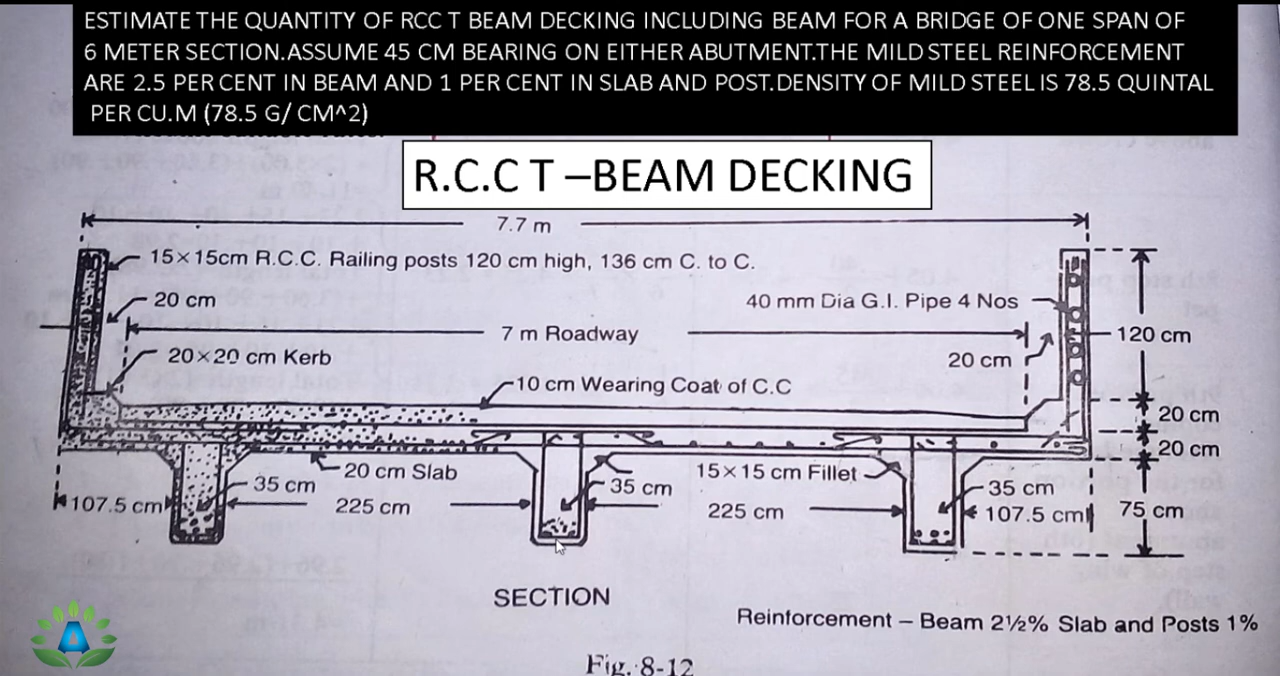 ESTIMATE THE QUANTITY OF RCC T BEAM DECKING INCLUDING BEAM FOR A BRIDGE OF ONE SPAN OF
6 METER SECTION.ASSUME 45 CM BEARING ON EITHER ABUTMENT.THE MILD STEEL REINFORCEMENT
ARE 2.5 PER CENT IN BEAM AND 1 PER CENT IN SLAB AND POST.DENSITY OF MILD STEEL IS 78.5 QUINTAL
PER CU.M (78.5 G/ CM^2)
R.C.C T –BEAM DECKING
7.7 m
15×15cm R.C.C. Railing posts 120 cm high, 136 cm C. to C.
20 cm
40 mm Dia G.I. Pipe 4 Nos
7 m Roadway
120 cm
20×20 cm Kerb
20 cm
10 cm Wearing Coat of C.C
20 cm
20 cm
20 cm Slab
15×15 cm Fillet
35 cm
35 cm
35 cm
107.5 cm
225 cm
225 cm
107.5 cm
75 cm
SECTION
Reinforcement – Beam 2½% Slab and Posts 1%
Fig. 8-12